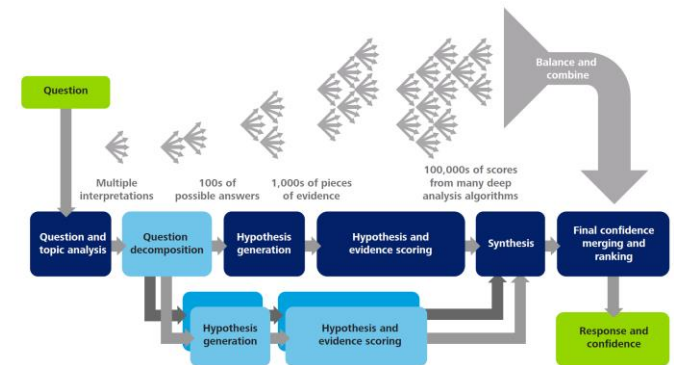 Question
Balance and
combine
Multiple
interpretations
100s of
possible answers
1,000s of pieces
of evidence
100,000s of scores
from many deep
analysis algorithms
Question and
topic analysis
Question
decomposition
Hypothesis
generation
Hypothesis and
evidence scoring
Synthesis
Final confidence
merging and
ranking
Hypothesis
generation
Hypothesis and
evidence scoring
Response and
confidence